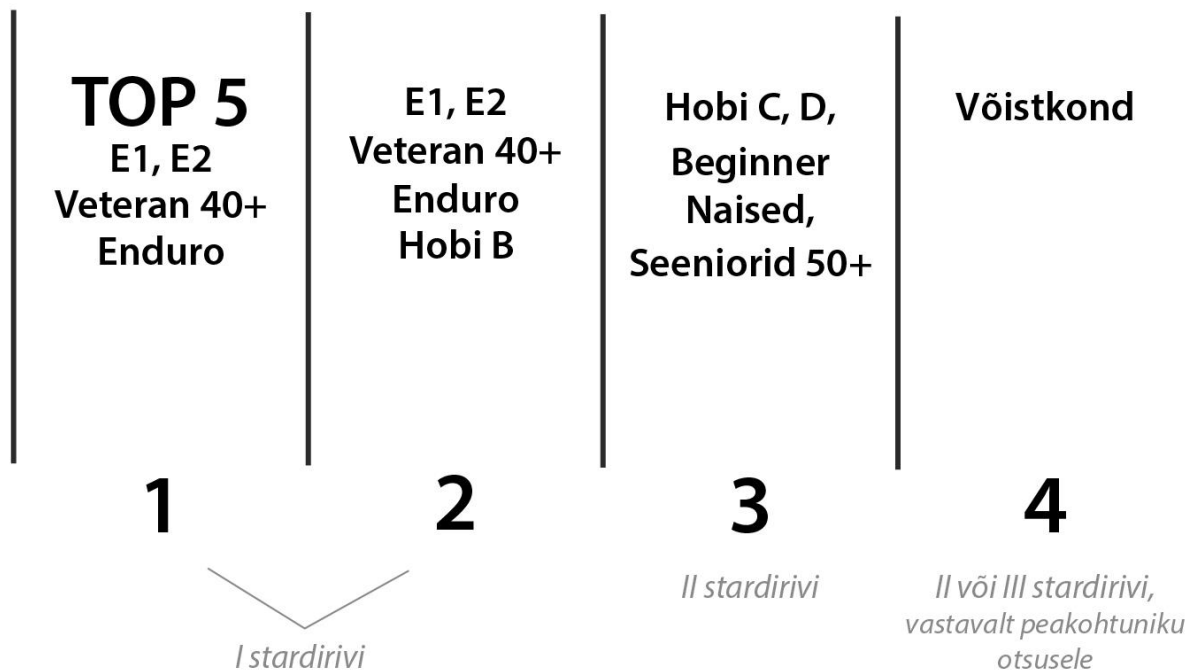 TOP 5
E1, E2
Veteran 40+
Enduro
1
E1, E2
Veteran 40+
Enduro
Hobi B
2
I stardirivi
Hobi C, D,
Beginner
Naised,
Seeniorid 50+
3
II stardirivi
Võistkond
4
II või III stardirivi,
vastavalt peakohtuniku
otsusele